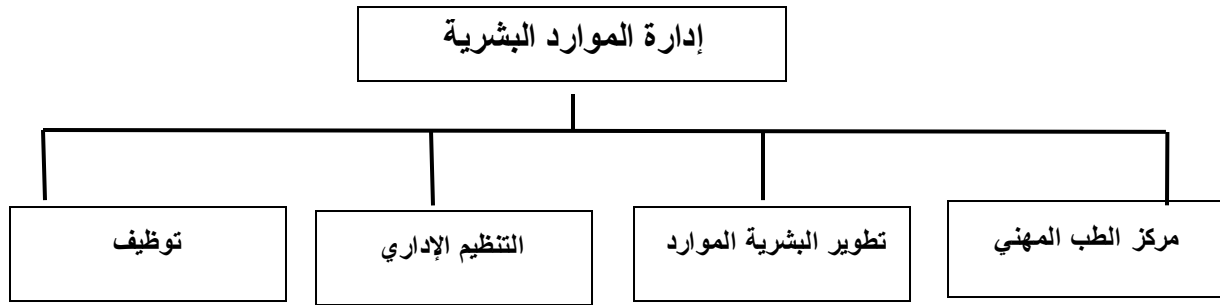 إدارة الموارد البشرية
مركز الطب المهني
تطوير البشرية الموارد
التنظيم الإداري
توظيف